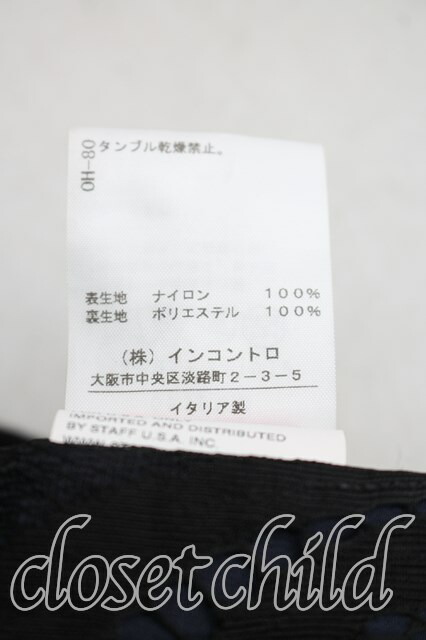 OH-80
タンブル乾燥禁止。
表生地 ナイロン 100%
裏生地 ポリエステル 100%
（株）インコントロ
大阪市中央区淡路町2-3-5
イタリア製
IMPORTED AND DISTRIBUTED
BY STAFF U.S.A. INC
closet child